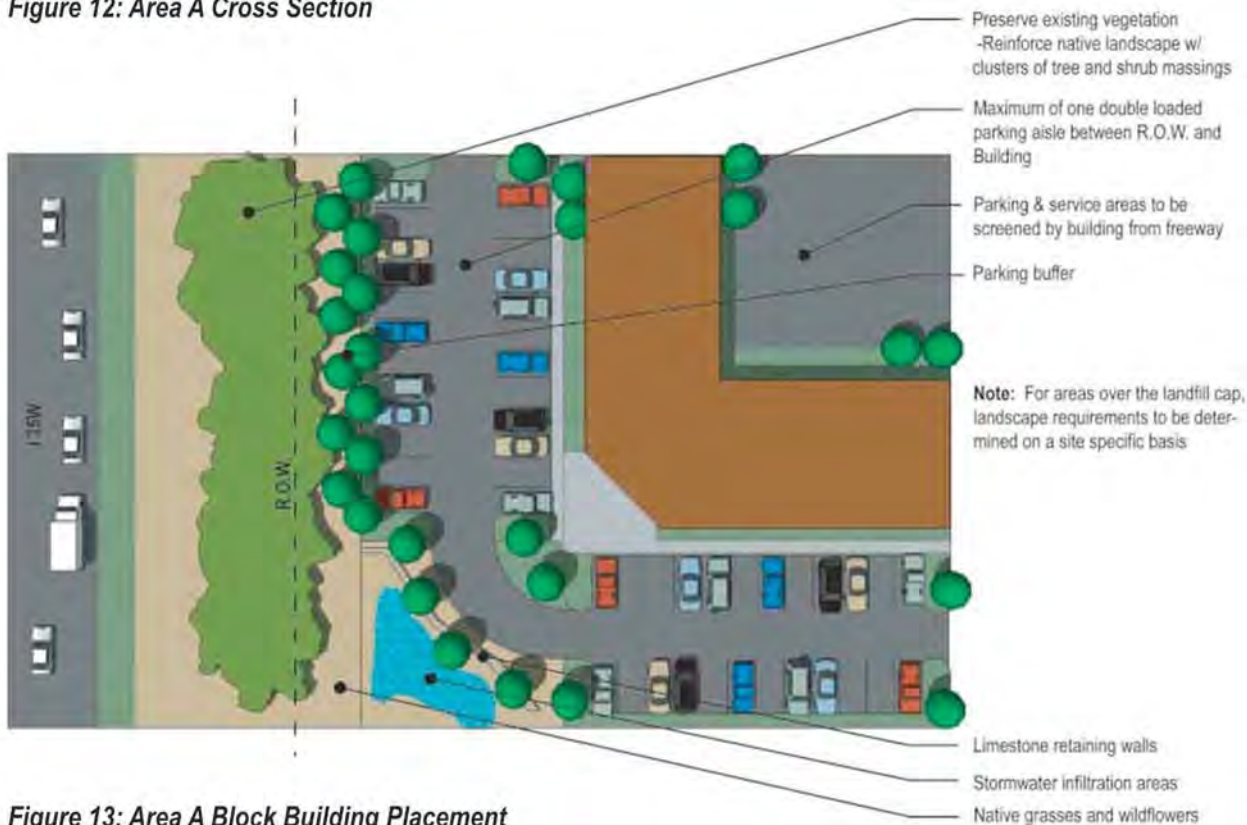 Figure 12: Area A Cross Section
Preserve existing vegetation
-Reinforce native landscape w/
clusters of tree and shrub massings
Maximum of one double loaded
parking aisle between R.O.W. and
Building
Parking & service areas to be
screened by building from freeway
Parking buffer
Note: For areas over the landfill cap,
landscape requirements to be deter-
mined on a site specific basis
I 35W
R.O.W.
Limestone retaining walls
Stormwater infiltration areas
Native grasses and wildflowers
Figure 13: Area A Block Building Placement